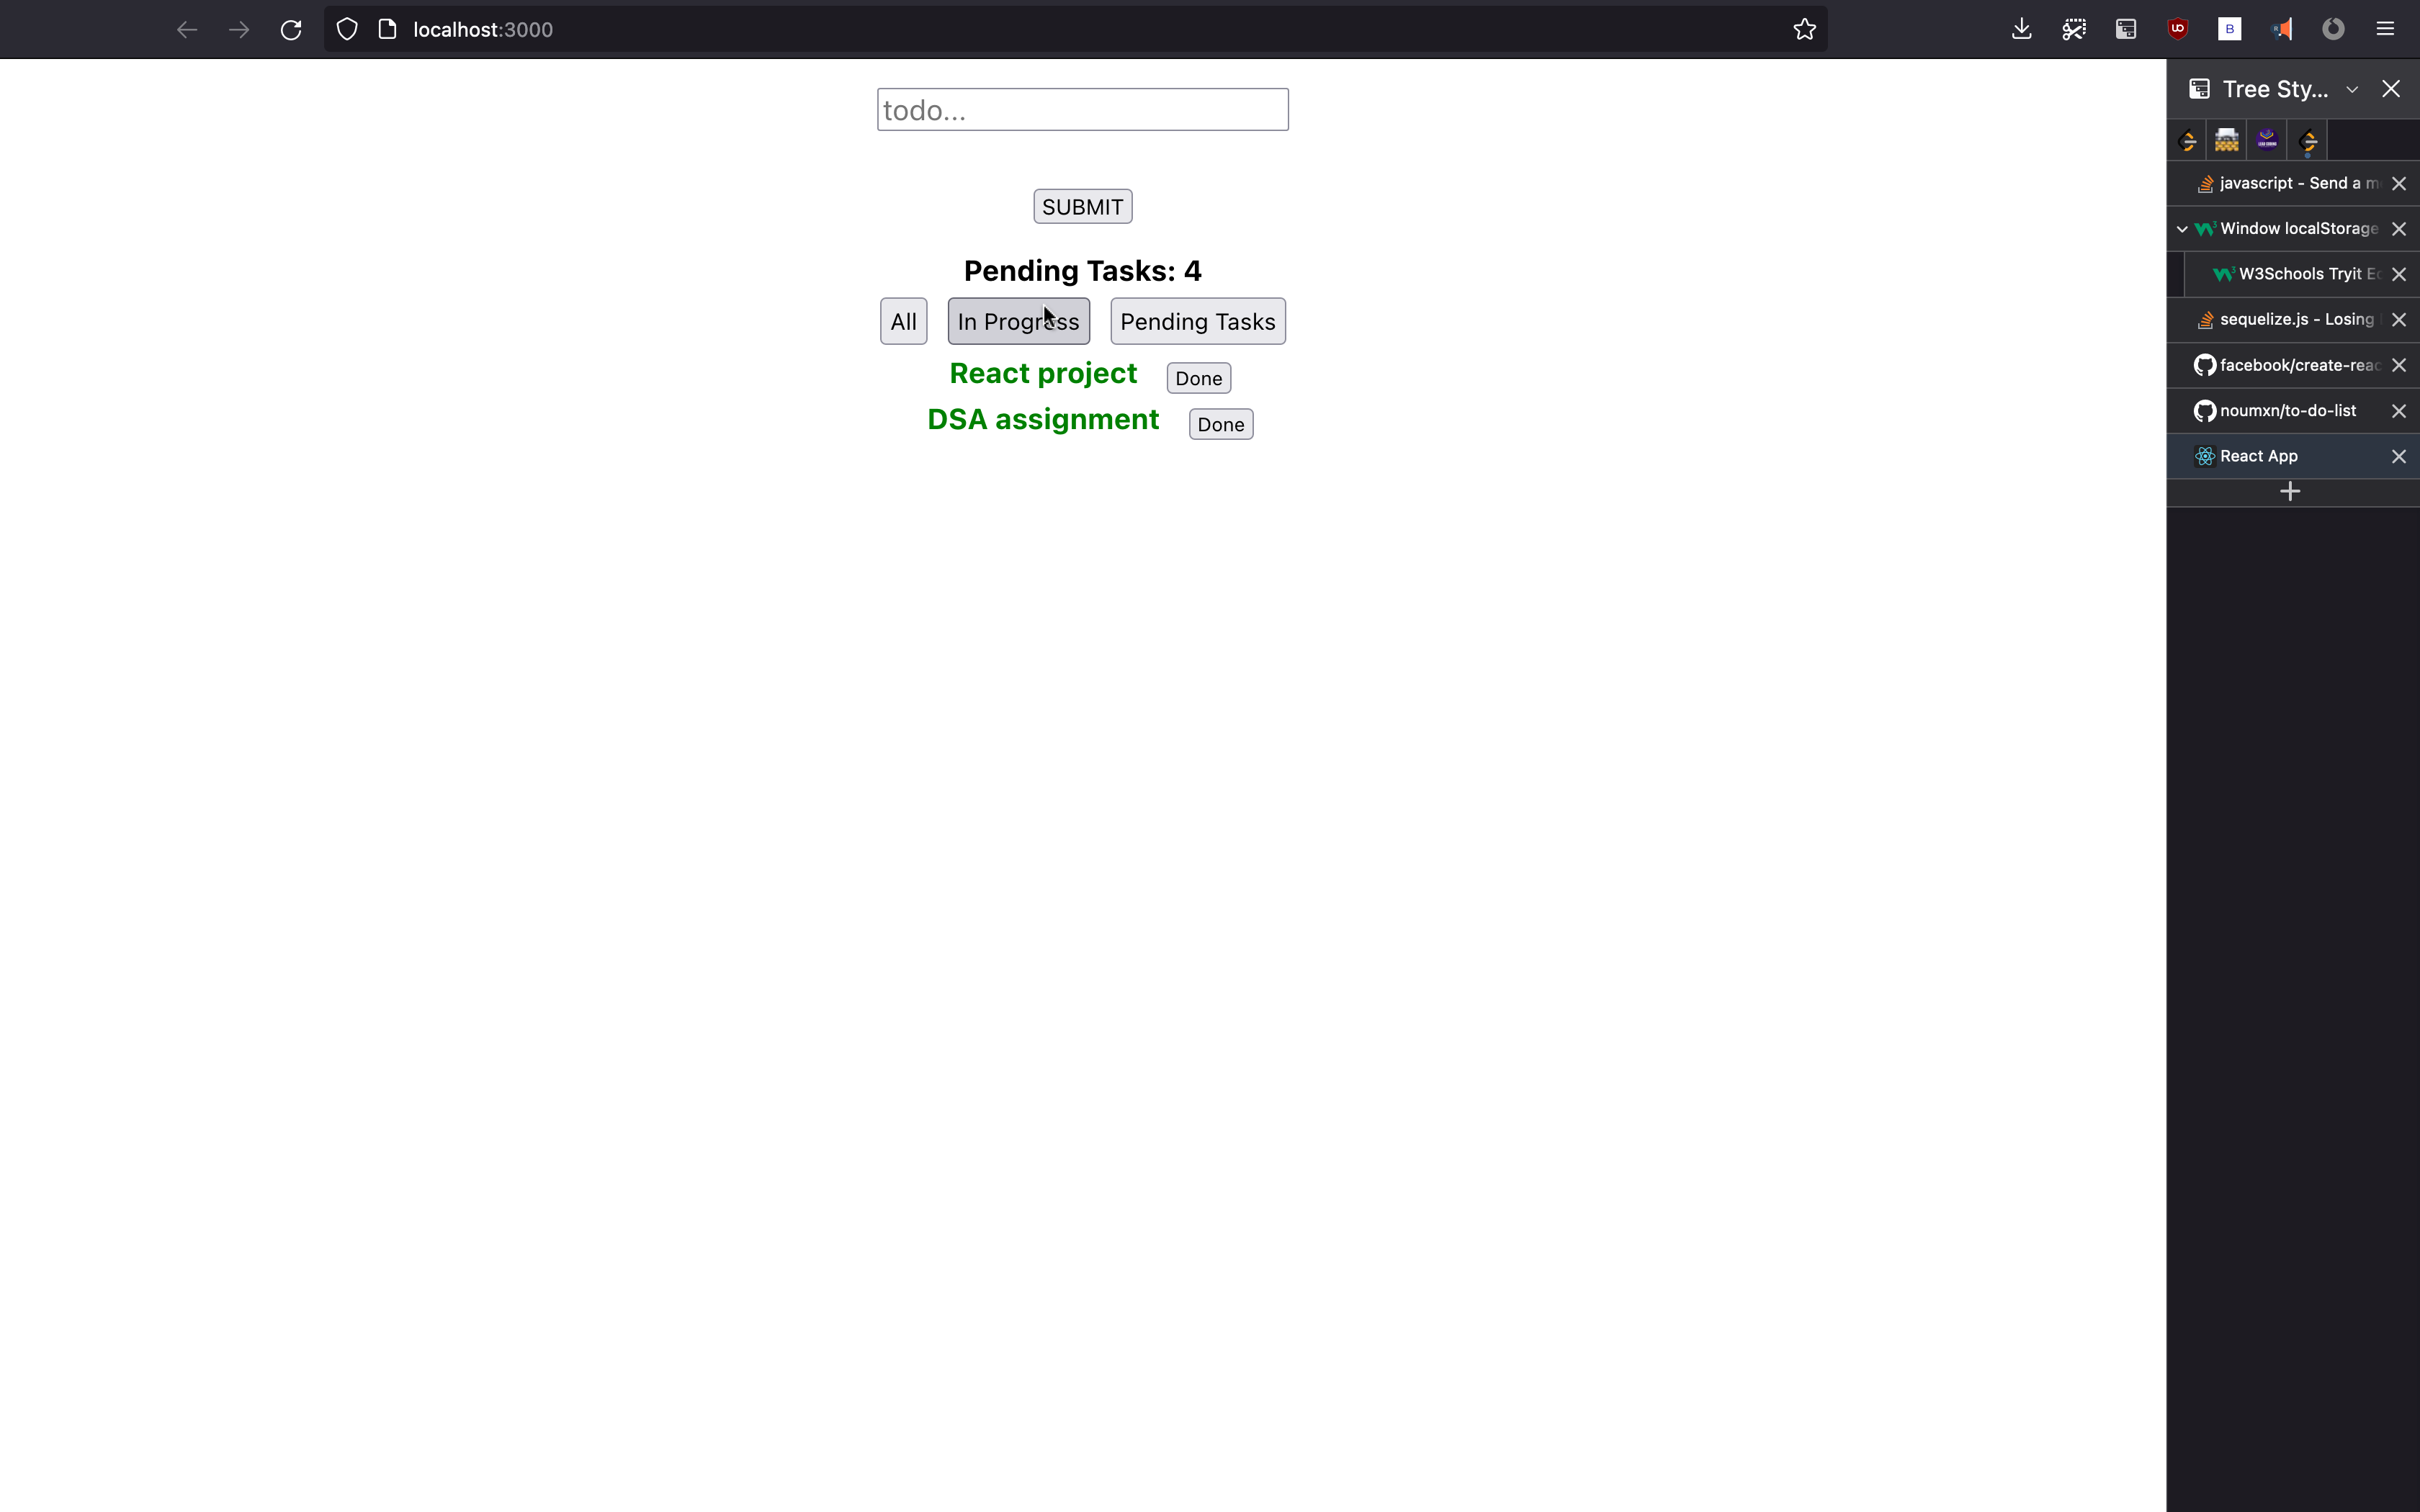 localhost:3000
B
Tree Sty...
todo...
javascript - Send a m
SUBMIT
Window localStorage
Pending Tasks: 4
W3Schools Tryit E
All In Progress Pending Tasks
sequelize.js - Losing
React project Done
facebook/create-reac
DSA assignment Done
noumxn/to-do-list
React App